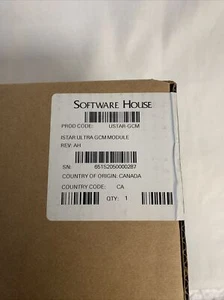 SOFTWARE HOUSE
PROD CODE: USTAR-GCM
ISTAR ULTRA GCM MODULE
REV: AH
SN: 65152050000287
COUNTRY OF ORIGIN: CANADA
COUNTRY CODE: CA
QTY: 1